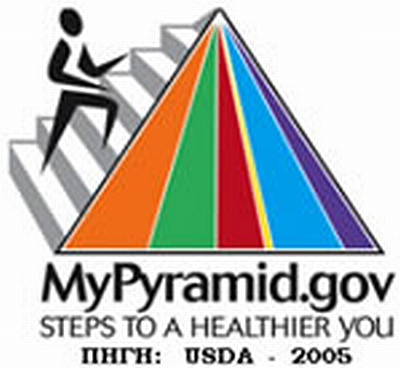 MyPyramid.gov
STEPS TO A HEALTHIER YOU
ΠΗΓΗ: USDA - 2005